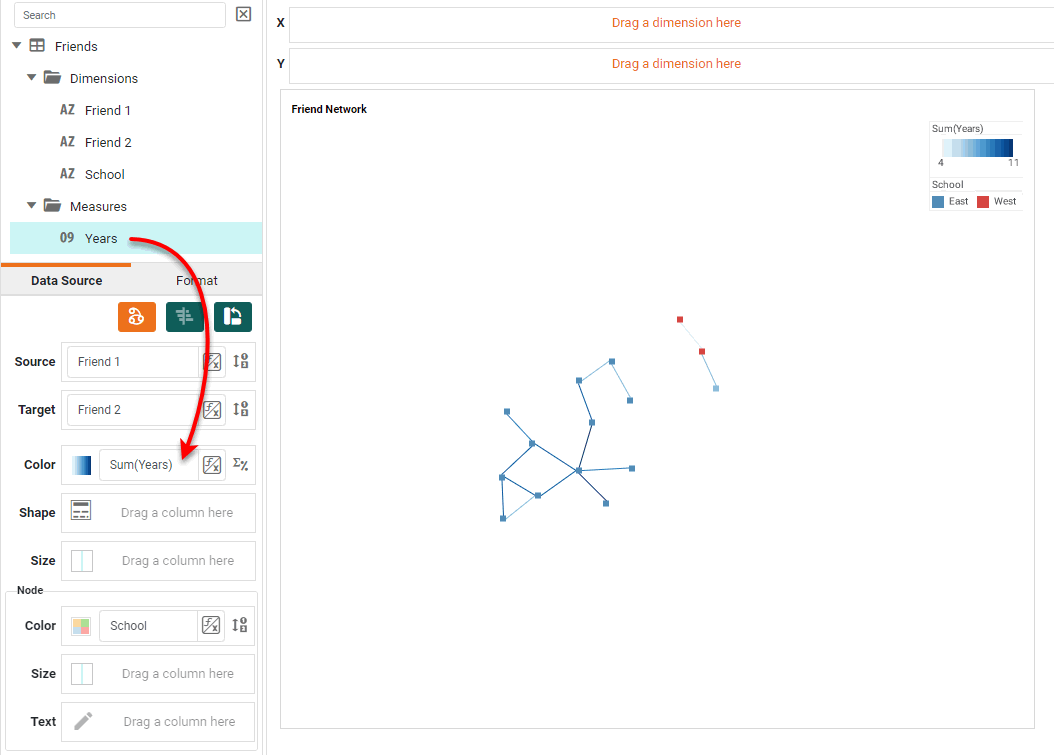 Search
Friends
Dimensions
AZ Friend 1
AZ Friend 2
AZ School
Measures
09 Years
Data Source Format
Source Friend 1
Target Friend 2
Color Sum(Years)
Shape Drag a column here
Size Drag a column here
Node
Color School
Size Drag a column here
Text Drag a column here
X Drag a dimension here
Y Drag a dimension here
Friend Network
Sum(Years)
4 11
School
East West